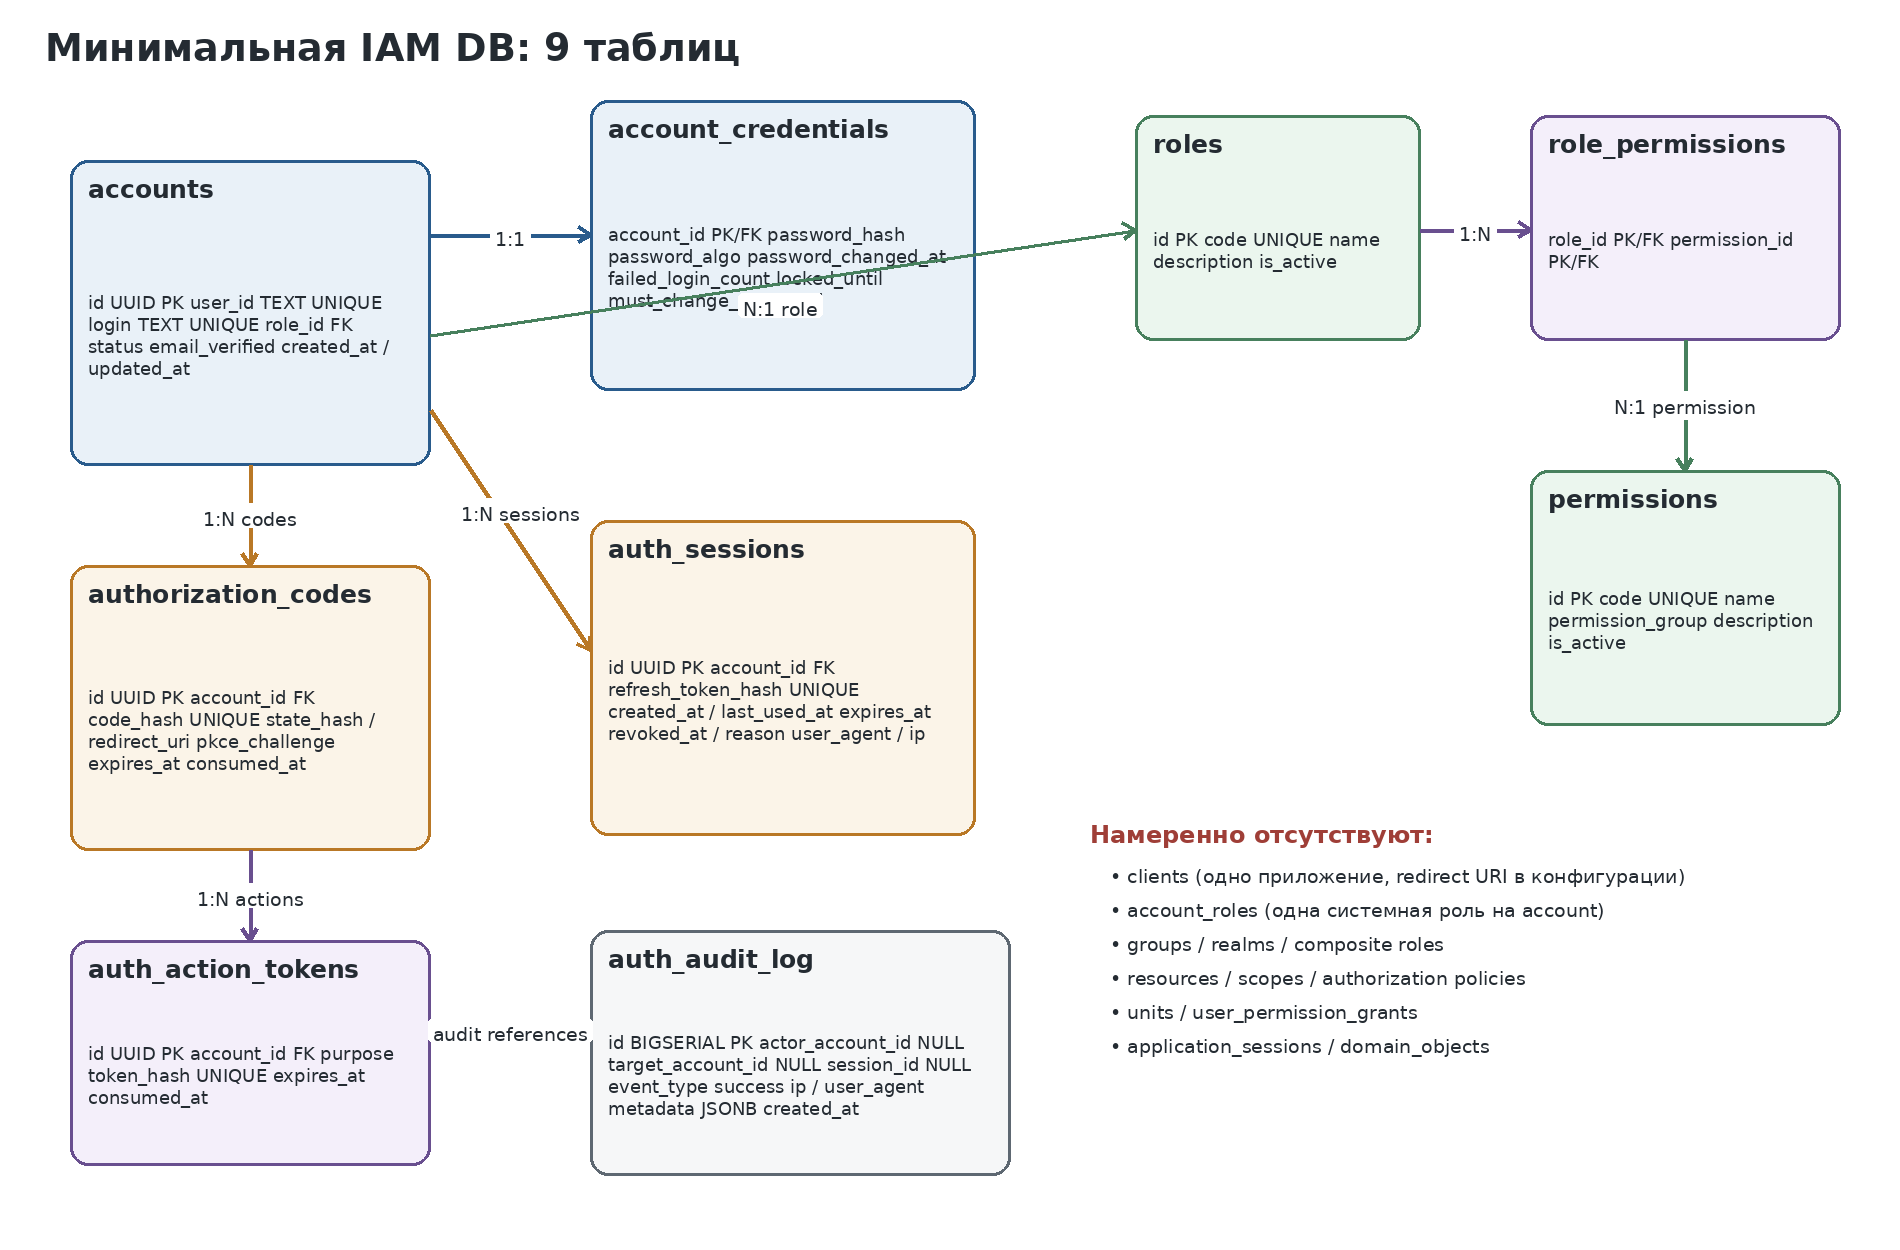 Минимальная IAM DB: 9 таблиц
accounts
id UUID PK user_id TEXT UNIQUE
login TEXT UNIQUE role_id FK
status email_verified created_at /
updated_at
1:1
account_credentials
account_id PK/FK password_hash
password_algo password_changed_at
failed_login_count locked_until
must_change_
N:1 role
roles
id PK code UNIQUE name
description is_active
1:N
role_permissions
role_id PK/FK permission_id
PK/FK
N:1 permission
permissions
id PK code UNIQUE name
permission_group description
is_active
1:N codes
1:N sessions
authorization_codes
id UUID PK account_id FK
code_hash UNIQUE state_hash /
redirect_uri pkce_challenge
expires_at consumed_at
auth_sessions
id UUID PK account_id FK
refresh_token_hash UNIQUE
created_at / last_used_at expires_at
revoked_at / reason user_agent / ip
1:N actions
auth_action_tokens
id UUID PK account_id FK purpose
token_hash UNIQUE expires_at
consumed_at
audit references
auth_audit_log
id BIGSERIAL PK actor_account_id NULL
target_account_id NULL session_id NULL
event_type success ip / user_agent
metadata JSONB created_at
Намеренно отсутствуют:
• clients (одно приложение, redirect URI в конфигурации)
• account_roles (одна системная роль на account)
• groups / realms / composite roles
• resources / scopes / authorization policies
• units / user_permission_grants
• application_sessions / domain_objects